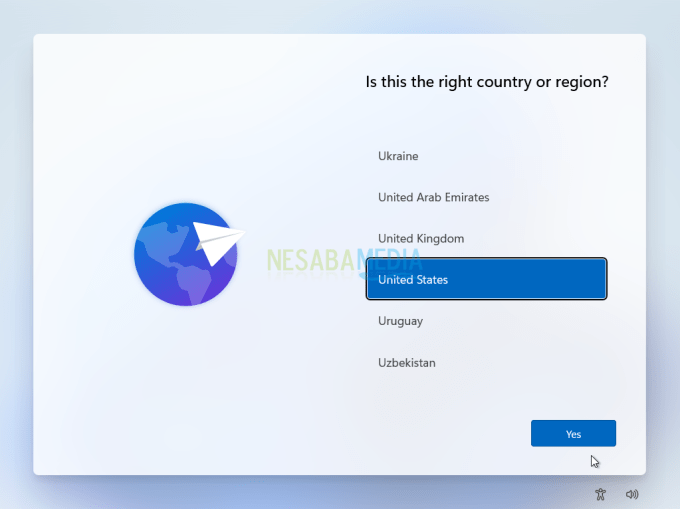 Is this the right country or region?
Ukraine
United Arab Emirates
United Kingdom
NESABAMEDIA
United States
Uruguay
Uzbekistan
Yes